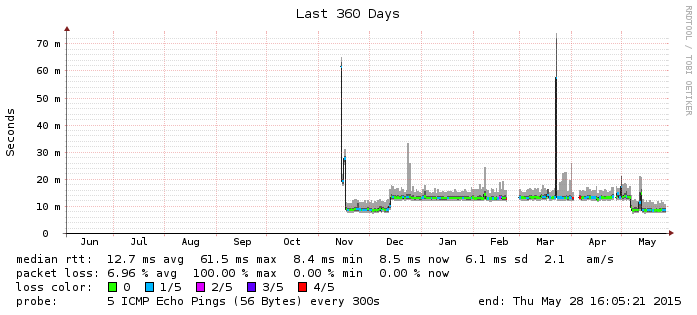 Last 360 Days
RRDTOOL / TOBI OETIKER
Seconds
70 m
60 m
50 m
40 m
30 m
20 m
10 m
0
Jun Jul Aug Sep Oct Nov Dec Jan Feb Mar Apr May
median rtt: 12.7 ms avg 61.5 ms max 8.4 ms min 8.5 ms now 6.1 ms sd 2.1 am/s
packet loss: 6.96 % avg 100.00 % max 0.00 % min 0.00 % now
loss color: 0 1/5 2/5 3/5 4/5
probe: 5 ICMP Echo Pings (56 Bytes) every 300s end: Thu May 28 16:05:21 2015